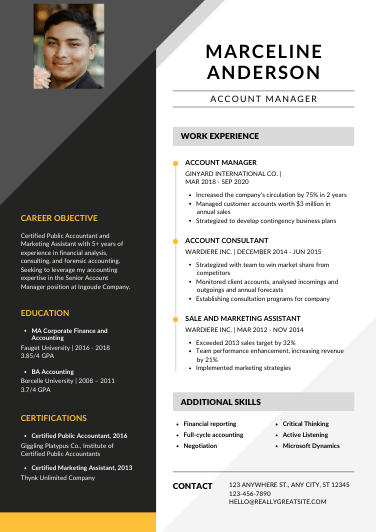 MARCELINE
ANDERSON
ACCOUNT MANAGER
CAREER OBJECTIVE
Certified Public Accountant and
Marketing Assistant with 5+ years of
experience in financial analysis,
consulting, and forensic accounting.
Seeking to leverage my accounting
expertise in the Senior Account
Manager position at Ingoude Company.
EDUCATION
• MA Corporate Finance and
Accounting
Fauget University | 2016 - 2018
3.85/4 GPA
• BA Accounting
Borcelle University | 2008 – 2011
3.7/4 GPA
CERTIFICATIONS
• Certified Public Accountant, 2016
Giggling Platypus Co., Institute of
Certified Public Accountants
• Certified Marketing Assistant, 2013
Thynk Unlimited Company
WORK EXPERIENCE
ACCOUNT MANAGER
GINYARD INTERNATIONAL CO. |
MAR 2018 - SEP 2020
• Increased the company's circulation by 75% in 2 years
• Managed customer accounts worth $3 million in
annual sales
• Strategized to develop contingency business plans
ACCOUNT CONSULTANT
WARDIERE INC. | DECEMBER 2014 - JUN 2015
• Strategized with team to win market share from
competitors
• Monitored client accounts, analysed incomings and
outgoings and annual forecasts
• Establishing consultation programs for company
SALE AND MARKETING ASSISTANT
WARDIERE INC. | MAR 2012 - NOV 2014
• Exceeded 2013 sales target by 32%
• Team performance enhancement, increasing revenue
by 21%
• Implemented marketing strategies
ADDITIONAL SKILLS
• Financial reporting
• Full-cycle accounting
• Negotiation
• Critical Thinking
• Active Listening
• Microsoft Dynamics
CONTACT
123 ANYWHERE ST., ANY CITY, ST 12345
123-456-7890
HELLO@REALLYGREATSITE.COM